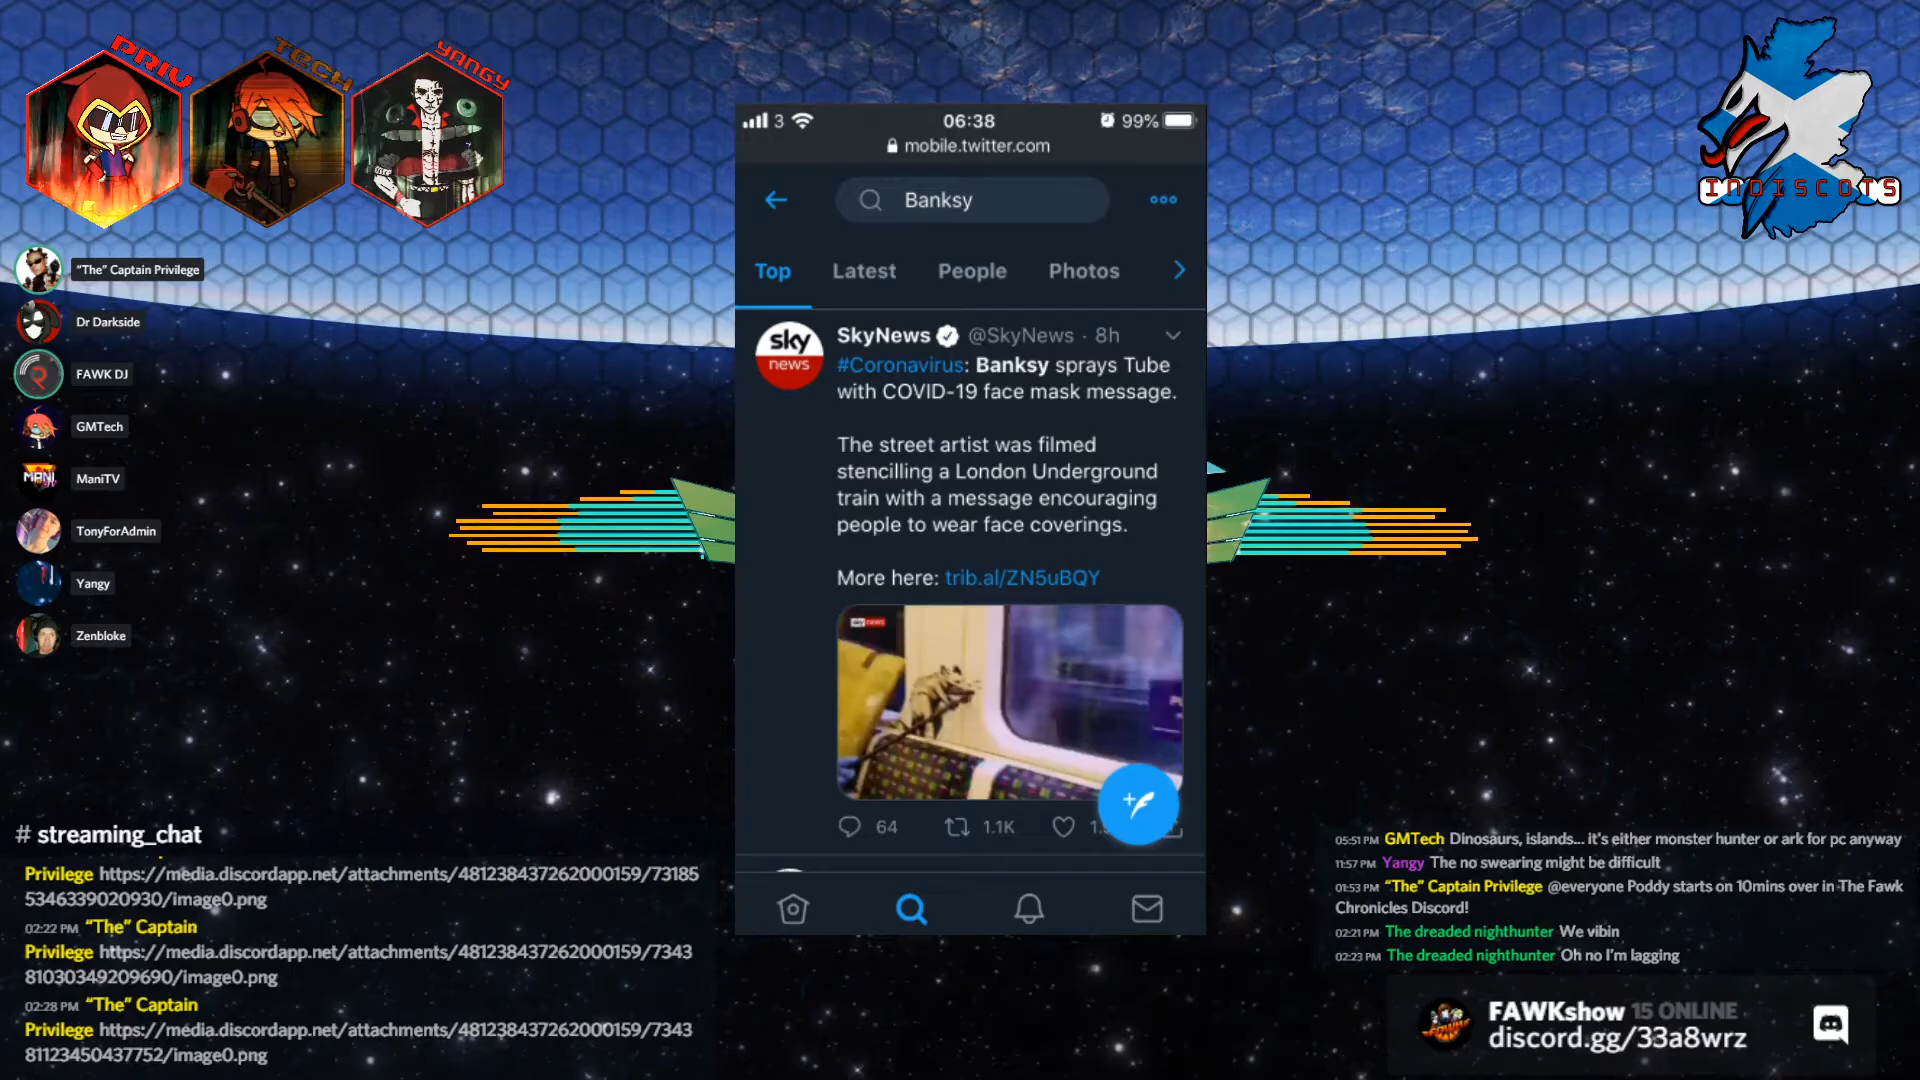 PRIV
TECH
YANGY
INDISCOTS
"The" Captain Privilege
Dr Darkside
FAWK DJ
GMTech
MANI
ManiTV
TonyForAdmin
Yangy
Zenbloke
3
06:38
99%
mobile.twitter.com
Banksy
Top
Latest
People
Photos
sky
news
SkyNews @SkyNews · 8h
#Coronavirus: Banksy sprays Tube
with COVID-19 face mask message.
The street artist was filmed
stencilling a London Underground
train with a message encouraging
people to wear face coverings.
More here: trib.al/ZN5uBQY
sky news
64
1.1K
# streaming_chat
Privilege https://media.discordapp.net/attachments/481238437262000159/73185
5346339020930/image0.png
02:22 PM "The" Captain
Privilege https://media.discordapp.net/attachments/481238437262000159/7343
81030349209690/image0.png
02:28 PM "The" Captain
Privilege https://media.discordapp.net/attachments/481238437262000159/7343
81123450437752/image0.png
05:51 PM GMTech Dinosaurs, islands... it's either monster hunter or ark for pc anyway
11:57 PM Yangy The no swearing might be difficult
01:53 PM "The" Captain Privilege @everyone Poddy starts on 10mins over in The Fawk
Chronicles Discord!
02:21 PM The dreaded nighthunter We vibin
02:23 PM The dreaded nighthunter Oh no I'm lagging
FAWKshow 15 ONLINE
discord.gg/33a8wrz